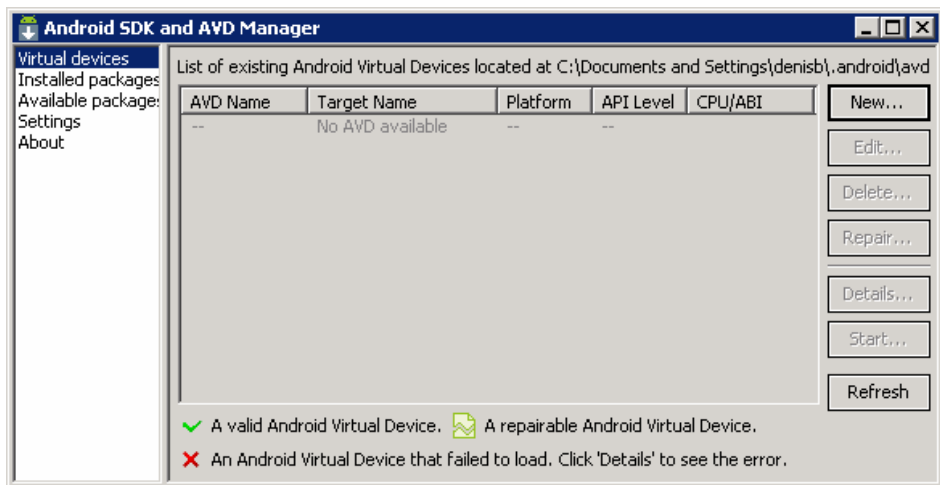 Android SDK and AVD Manager
Virtual devices
Installed packages
Available package
Settings
About
List of existing Android Virtual Devices located at C:\Documents and Settings\denisb\.android\avd
AVD Name Target Name Platform API Level CPU/ABI
-- No AVD available -- --
New...
Edit...
Delete...
Repair...
Details...
Start...
Refresh
A valid Android Virtual Device. A repairable Android Virtual Device.
An Android Virtual Device that failed to load. Click 'Details' to see the error.